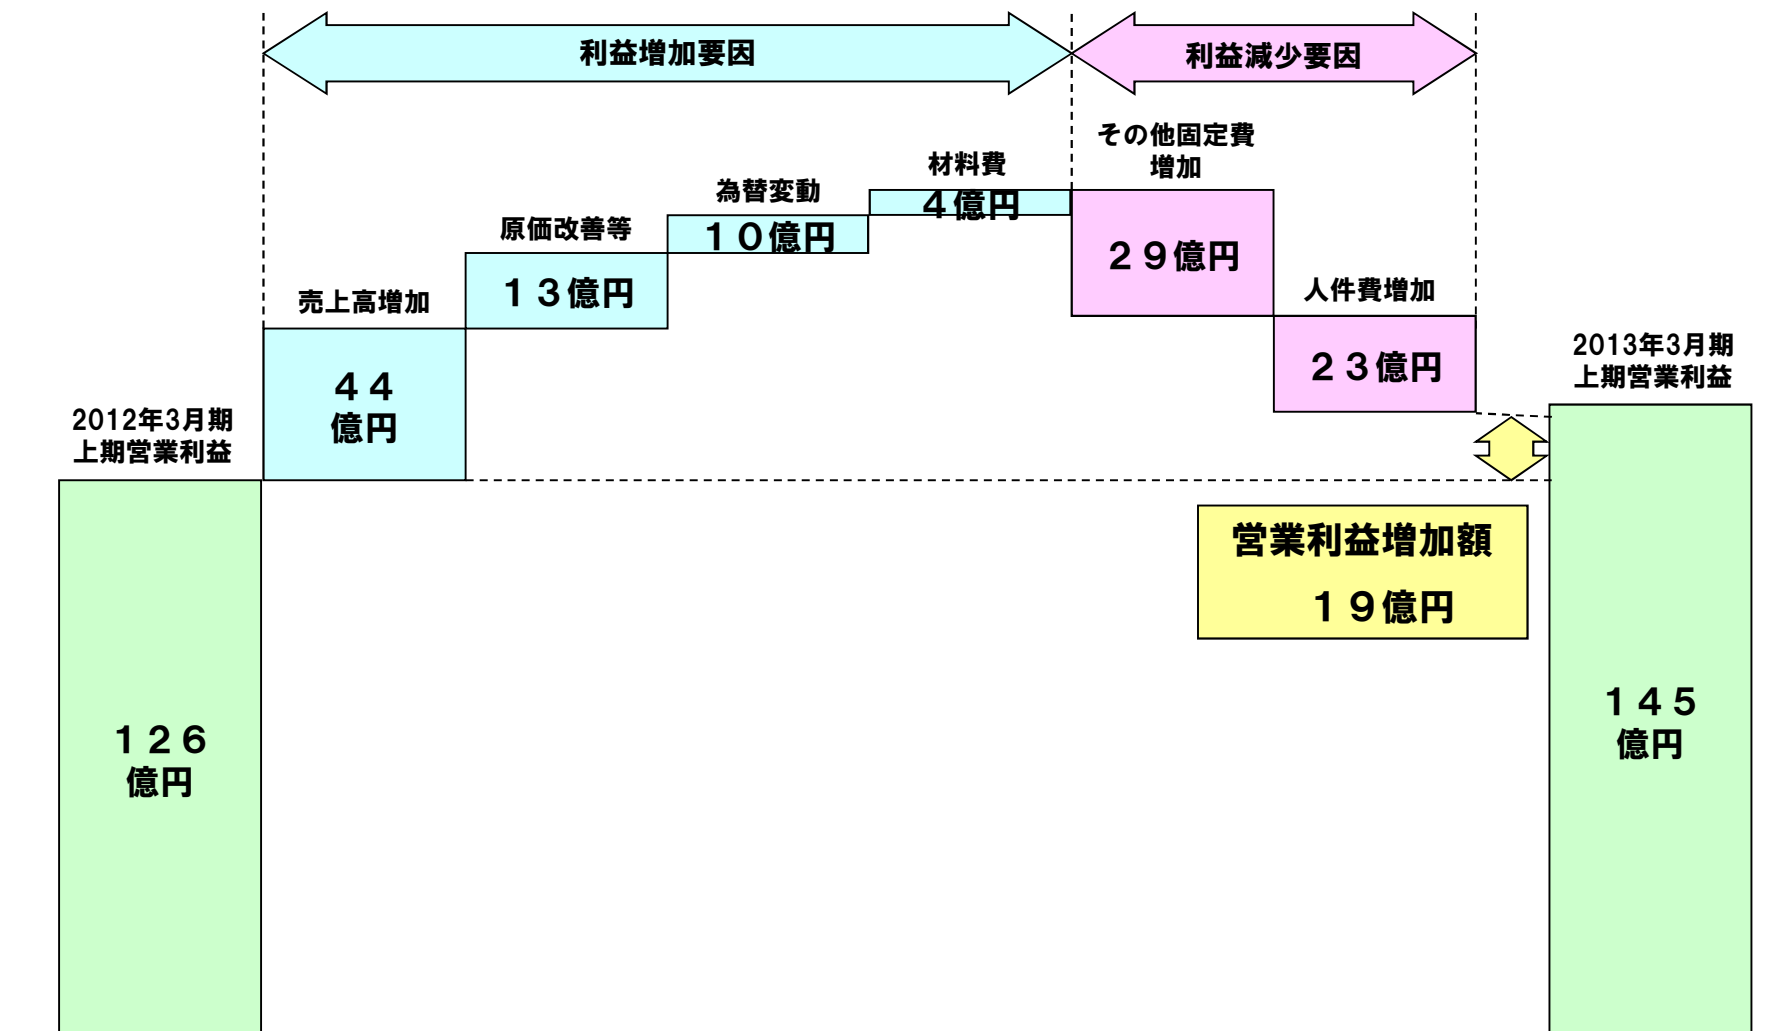 利益増加要因
利益減少要因
その他固定費
増加
材料費
為替変動
４億円
原価改善等
１０億円
２９億円
売上高増加
１３億円
人件費増加
４４
億円
２３億円
2012年3月期
上期営業利益
2013年3月期
上期営業利益
営業利益増加額
１９億円
１２６
億円
１４５
億円